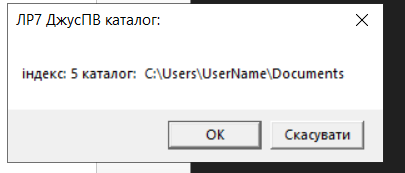 ЛР7 ДжусПВ каталог:
індекс: 5 каталог: C:\Users\UserName\Documents
OK
Скасувати